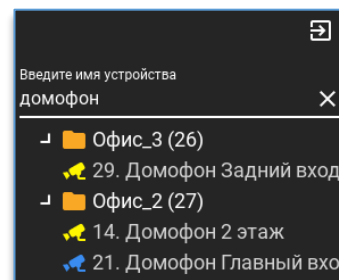 Введите имя устройства
домофон
Офис_3 (26)
29. Домофон Задний вход
Офис_2 (27)
14. Домофон 2 этаж
21. Домофон Главный вхо